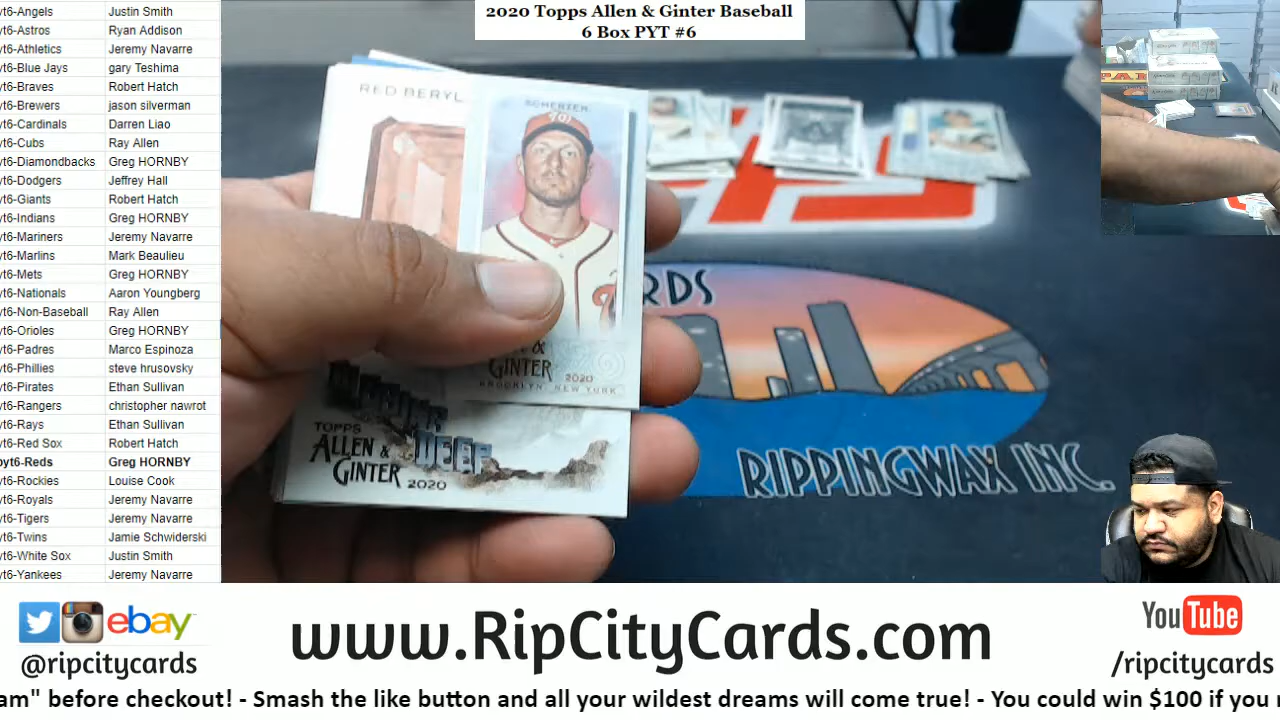 2020 Topps Allen & Ginter Baseball
6 Box PYT #6
yt6-Angels Justin Smith
yt6-Astros Ryan Addison
yt6-Athletics Jeremy Navarre
yt6-Blue Jays gary Teshima
yt6-Braves Robert Hatch
yt6-Brewers jason silverman
yt6-Cardinals Darren Liao
yt6-Cubs Ray Allen
yt6-Diamondbacks Greg HORNBY
yt6-Dodgers Jeffrey Hall
yt6-Giants Robert Hatch
yt6-Indians Greg HORNBY
yt6-Mariners Jeremy Navarre
yt6-Marlins Mark Beaulieu
yt6-Mets Greg HORNBY
yt6-Nationals Aaron Youngberg
yt6-Non-Baseball Ray Allen
yt6-Orioles Greg HORNBY
yt6-Padres Marco Espinoza
yt6-Phillies steve hrusovsky
yt6-Pirates Ethan Sullivan
yt6-Rangers christopher nawrot
yt6-Rays Ethan Sullivan
yt6-Red Sox Robert Hatch
pyt6-Reds Greg HORNBY
yt6-Rockies Louise Cook
yt6-Royals Jeremy Navarre
yt6-Tigers Jeremy Navarre
yt6-Twins Jamie Schwiderski
yt6-White Sox Justin Smith
yt6-Yankees Jeremy Navarre
RED BERYL
SCHERZER
&
GINTER 2020
BROOKLYN, NEW YORK
DEEP
TOPPS
ALLEN &
GINTER 2020
RDS
RIPPINGWAX INC.
ebay
@ripcitycards
www.RipCityCards.com
YouTube
/ripcitycards
am" before checkout! - Smash the like button and all your wildest dreams will come true! - You could win $100 if you